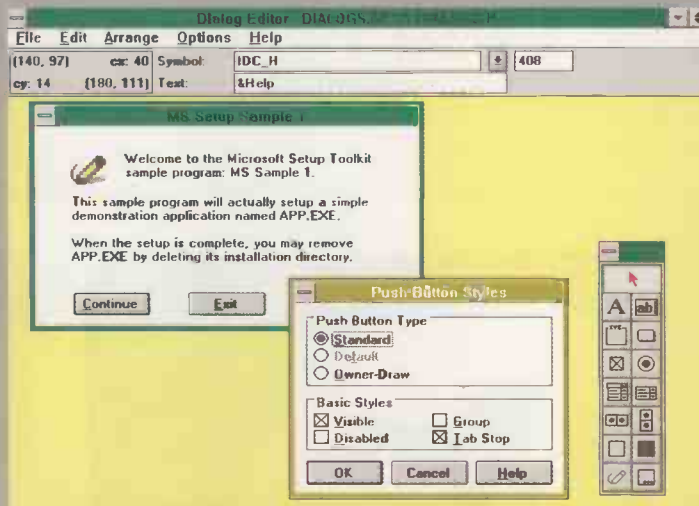 Dialog Editor - DIALOGS.
File Edit Arrange Options Help
(140, 97) cx: 40 Symbol: IDC_H 408
cy: 14 (180, 111) Text: &Help
MS Setup Sample 1
Welcome to the Microsoft Setup Toolkit
sample program: MS Sample 1.
This sample program will actually setup a simple
demonstration application named APP.EXE.
When the setup is complete, you may remove
APP.EXE by deleting its installation directory.
Continue Exit
Push Button Styles
Push Button Type
Standard
Default
Owner-Draw
Basic Styles
Visible Group
Disabled Tab Stop
OK Cancel Help
A ab